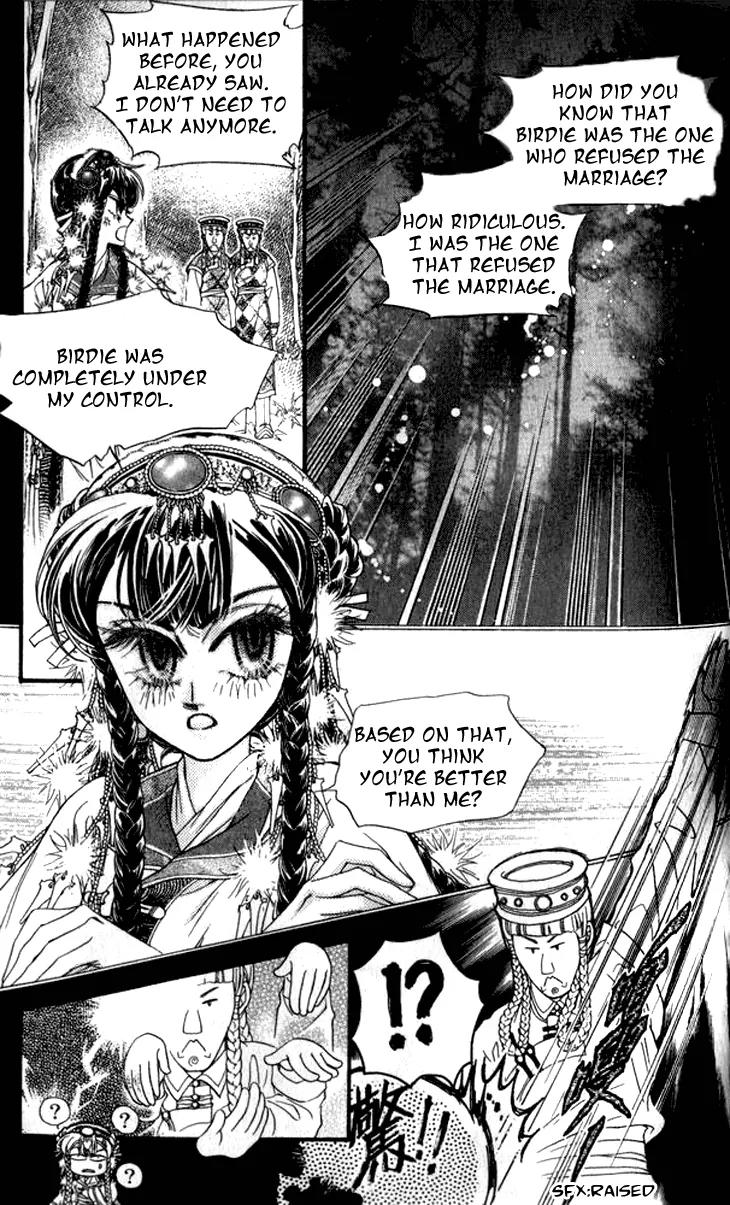 HOW DID YOU
KNOW THAT
BIRDIE WAS THE ONE
WHO REFUSED THE
MARRIAGE?
HOW RIDICULOUS.
I WAS THE ONE
THAT REFUSED
THE MARRIAGE.
WHAT HAPPENED
BEFORE, YOU
ALREADY SAW.
I DON'T NEED TO
TALK ANYMORE.
BIRDIE WAS
COMPLETELY UNDER
MY CONTROL.
BASED ON THAT,
YOU THINK
YOU'RE BETTER
THAN ME?
!?
驚!!
SFX:RAISED
?
?
?